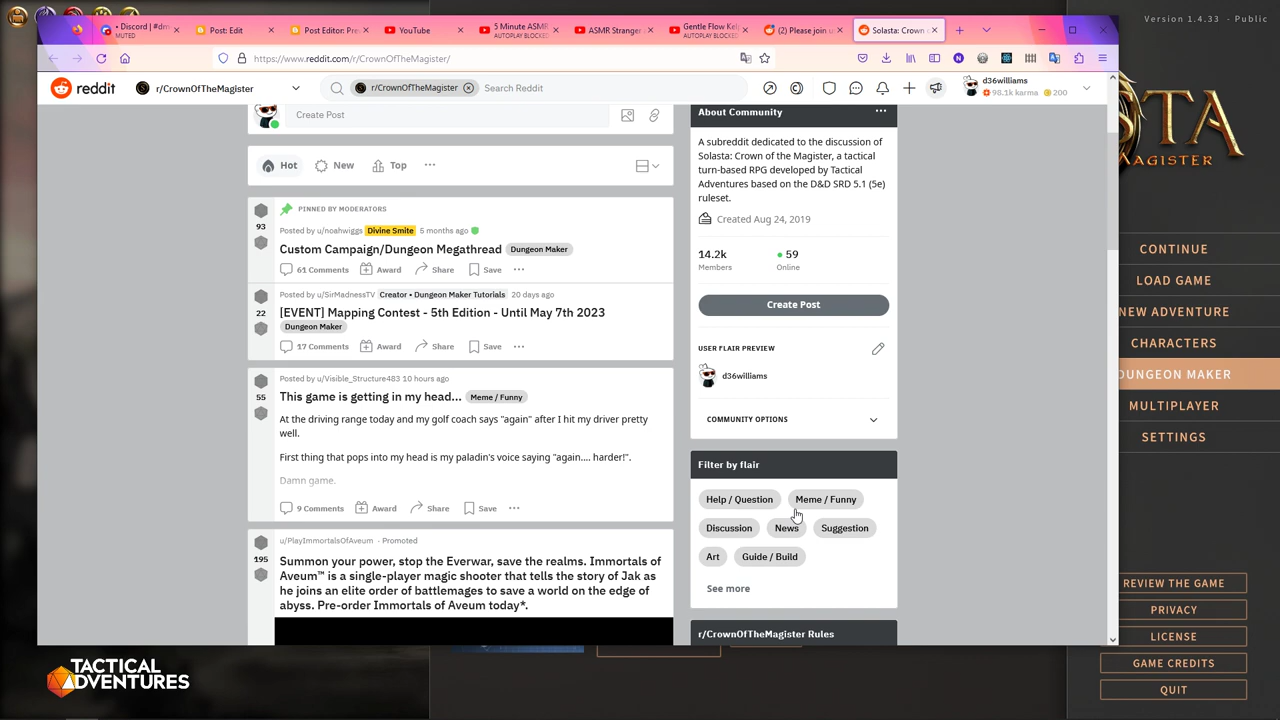 Version 1.4.33 - Public
• Discord | #dm
MUTED
Post: Edit
Post Editor: Pre
YouTube
5 Minute ASMR
AUTOPLAY BLOCKED
ASMR Stranger
Gentle Flow Kel
AUTOPLAY BLOCKED
(2) Please join u
Solasta: Crown
https://www.reddit.com/r/CrownOfTheMagister/
reddit
r/CrownOfTheMagister
r/CrownOfTheMagister
Search Reddit
d36williams
98.1k karma
200
Create Post
Hot
New
Top
PINNED BY MODERATORS
93
Posted by u/noahwiggs Divine Smite 5 months ago
Custom Campaign/Dungeon Megathread Dungeon Maker
61 Comments Award Share Save
Posted by u/SirMadnessTV Creator • Dungeon Maker Tutorials 20 days ago
22
[EVENT] Mapping Contest - 5th Edition - Until May 7th 2023
Dungeon Maker
17 Comments Award Share Save
Posted by u/Visible_Structure483 10 hours ago
55
This game is getting in my head... Meme / Funny
At the driving range today and my golf coach says "again" after I hit my driver pretty
well.
First thing that pops into my head is my paladin's voice saying "again.... harder!".
Damn game.
9 Comments Award Share Save
u/PlayImmortalsOfAveum · Promoted
195
Summon your power, stop the Everwar, save the realms. Immortals of
Aveum™ is a single-player magic shooter that tells the story of Jak as
he joins an elite order of battlemages to save a world on the edge of
abyss. Pre-order Immortals of Aveum today*.
About Community
A subreddit dedicated to the discussion of
Solasta: Crown of the Magister, a tactical
turn-based RPG developed by Tactical
Adventures based on the D&D SRD 5.1 (5e)
ruleset.
Created Aug 24, 2019
14.2k
Members
59
Online
Create Post
USER FLAIR PREVIEW
d36williams
COMMUNITY OPTIONS
Filter by flair
Help / Question
Meme / Funny
Discussion
News
Suggestion
Art
Guide / Build
See more
r/CrownOfTheMagister Rules
STA
MAGISTER
CONTINUE
LOAD GAME
NEW ADVENTURE
CHARACTERS
DUNGEON MAKER
MULTIPLAYER
SETTINGS
REVIEW THE GAME
PRIVACY
LICENSE
GAME CREDITS
QUIT
TACTICAL
ADVENTURES